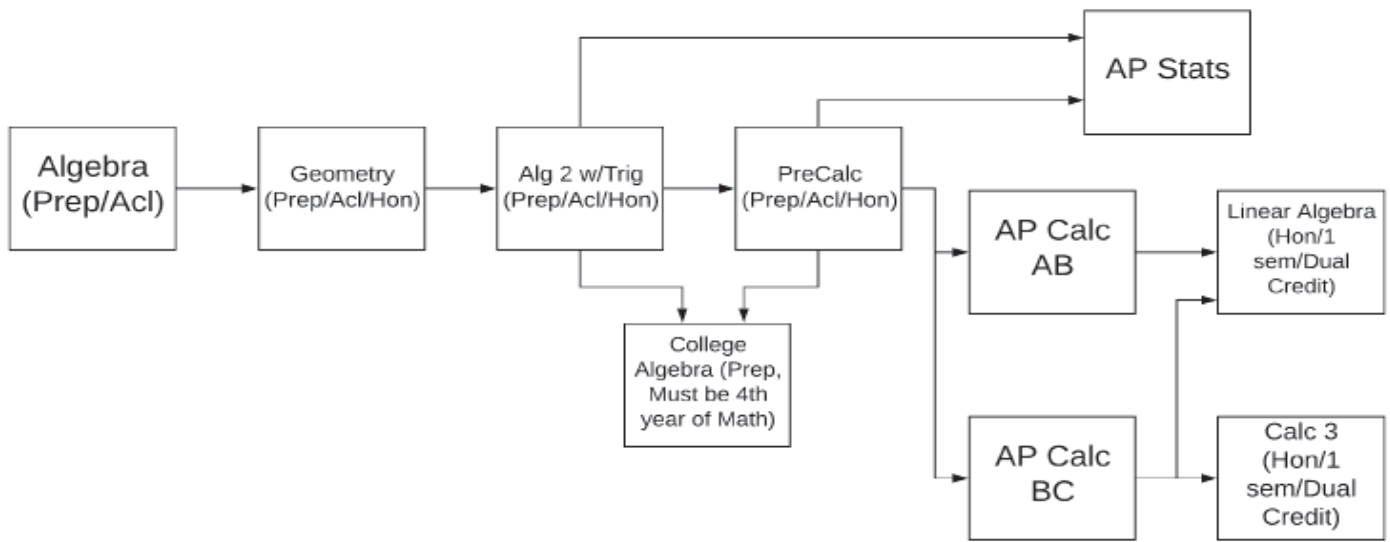 AP Stats
Algebra
(Prep/Acl)
Geometry
(Prep/Acl/Hon)
Alg 2 w/Trig
(Prep/Acl/Hon)
PreCalc
(Prep/Acl/Hon)
AP Calc
AB
Linear Algebra
(Hon/1
sem/Dual
Credit)
College
Algebra (Prep,
Must be 4th
year of Math)
AP Calc
BC
Calc 3
(Hon/1
sem/Dual
Credit)